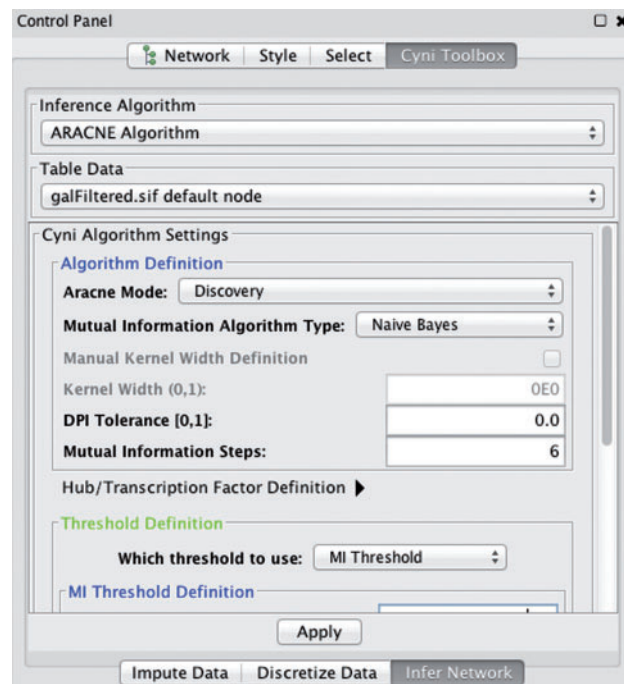 Control Panel
Network Style Select Cyni Toolbox
Inference Algorithm
ARACNE Algorithm
Table Data
galFiltered.sif default node
Cyni Algorithm Settings
Algorithm Definition
Aracne Mode: Discovery
Mutual Information Algorithm Type: Naive Bayes
Manual Kernel Width Definition
Kernel Width (0,1): 0E0
DPI Tolerance [0,1]: 0.0
Mutual Information Steps: 6
Hub/Transcription Factor Definition
Threshold Definition
Which threshold to use: MI Threshold
MI Threshold Definition
Apply
Impute Data Discretize Data Infer Network